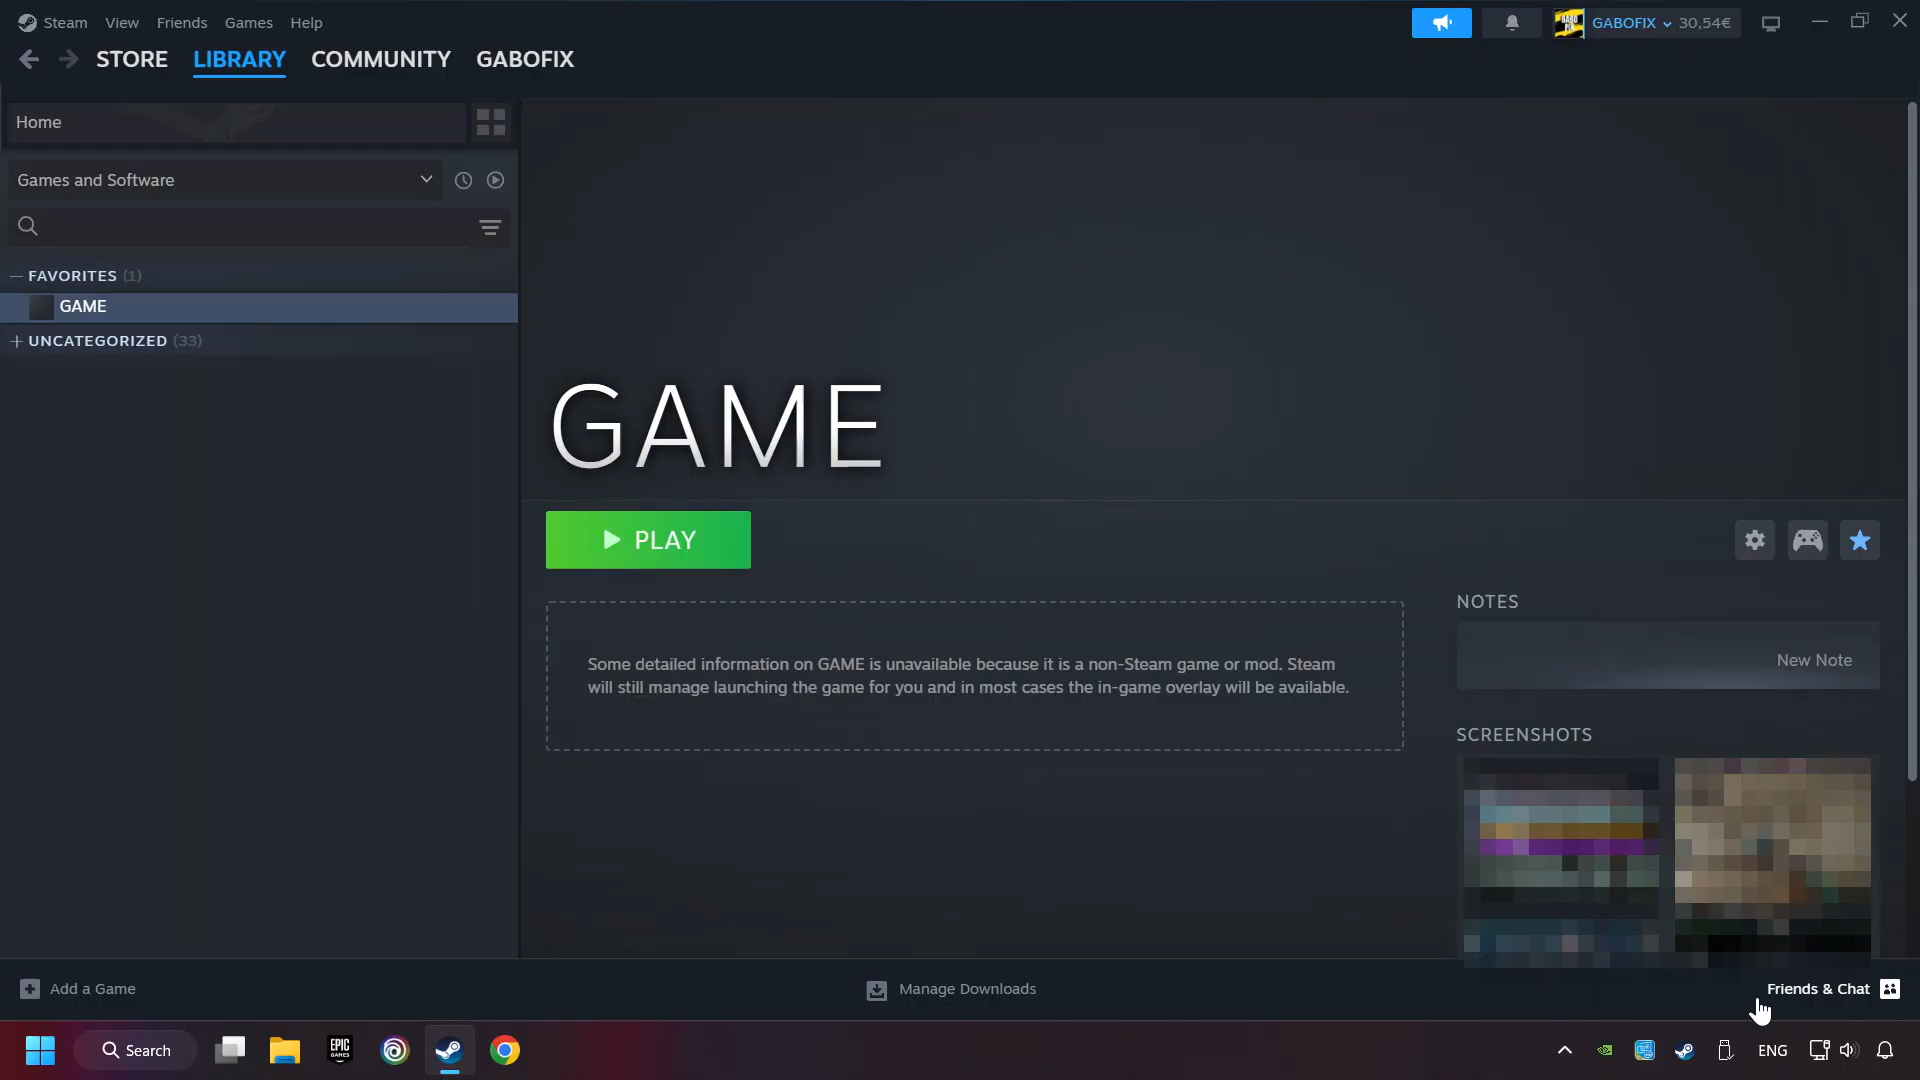 Steam View Friends Games Help
GABOFIX 30,54€
STORE LIBRARY COMMUNITY GABOFIX
Home
Games and Software
FAVORITES (1)
GAME
UNCATEGORIZED (33)
GAME
PLAY
NOTES
New Note
Some detailed information on GAME is unavailable because it is a non-Steam game or mod. Steam
will still manage launching the game for you and in most cases the in-game overlay will be available.
SCREENSHOTS
Add a Game
Manage Downloads
Friends & Chat
Search
EPIC
GAMES
ENG